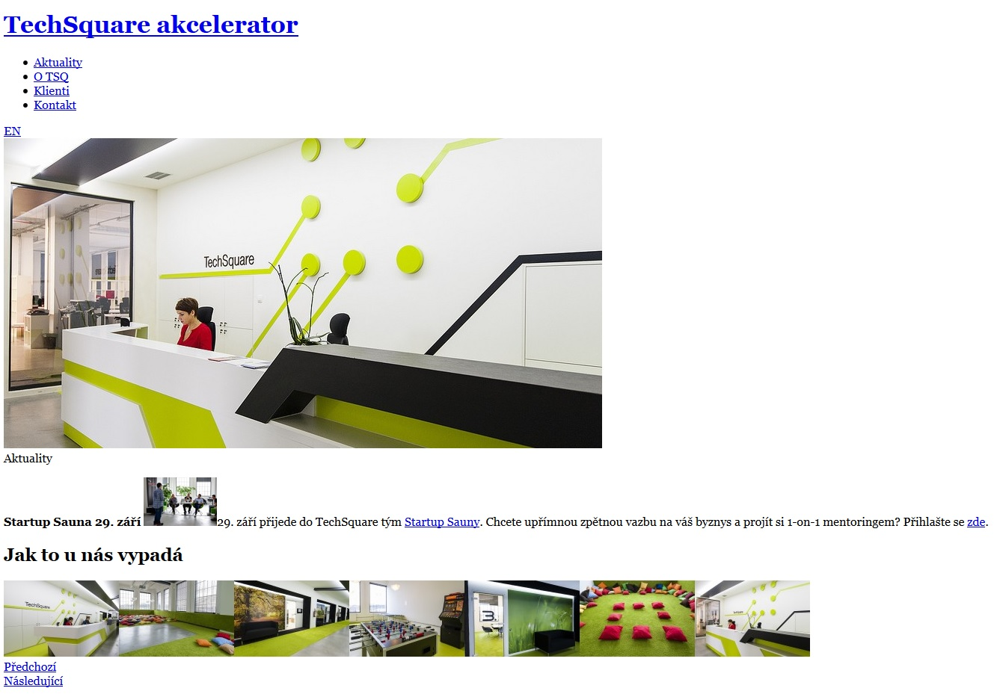 TechSquare akcelerator
Aktuality
O TSQ
Klienti
Kontakt
EN
TechSquare
Aktuality
Startup Sauna 29. září 29. září přijede do TechSquare tým Startup Sauny. Chcete upřímnou zpětnou vazbu na váš byznys a projít si 1-on-1 mentoringem? Přihlašte se zde.
Jak to u nás vypadá
TechSquare
3.
TechSquare
Předchozí
Následující